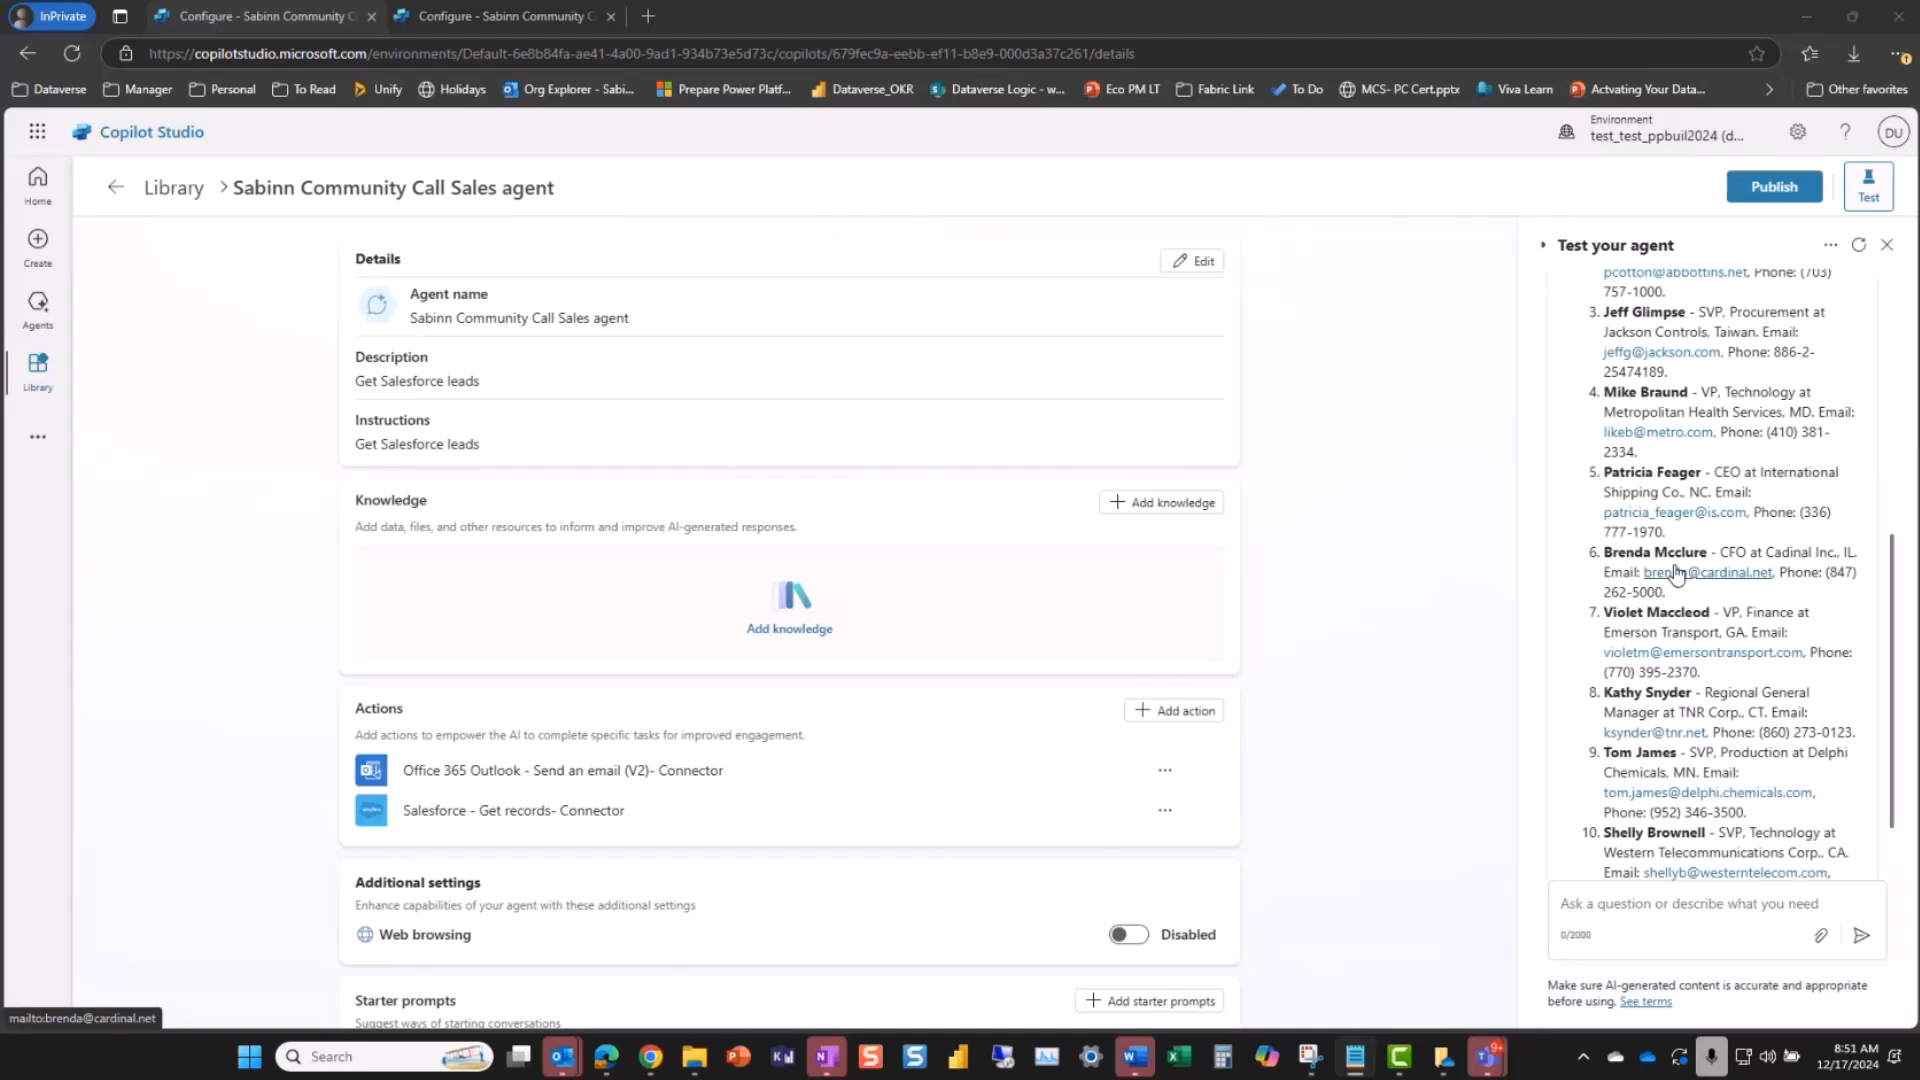 InPrivate
Configure - Sabinn Community C
Configure - Sabinn Community C
https://copilotstudio.microsoft.com/environments/Default-6e8b84fa-ae41-4a00-9ad1-934b73e5d73c/copilots/679fec9a-eebb-ef11-b8e9-000d3a37c261/details
Dataverse
Manager
Personal
To Read
Unify
Holidays
Org Explorer - Sabi...
Prepare Power Platf...
Dataverse_OKR
Dataverse Logic - w...
Eco PM LT
Fabric Link
To Do
MCS- PC Cert.pptx
Viva Learn
Actvating Your Data...
Other favorites
Copilot Studio
Environment
test_test_ppbuil2024 (d...
DU
Home
Create
Agents
Library
Library
Sabinn Community Call Sales agent
Publish
Test
Details
Edit
Agent name
Sabinn Community Call Sales agent
Description
Get Salesforce leads
Instructions
Get Salesforce leads
Knowledge
Add knowledge
Add data, files, and other resources to inform and improve AI-generated responses.
Add knowledge
Actions
Add action
Add actions to empower the AI to complete specific tasks for improved engagement.
Office 365 Outlook - Send an email (V2)- Connector
Salesforce - Get records- Connector
Additional settings
Enhance capabilities of your agent with these additional settings
Web browsing
Disabled
Starter prompts
Add starter prompts
Suggest ways of starting conversations
Test your agent
pcotton@abbottins.net, Phone: (703)
757-1000.
3. Jeff Glimpse - SVP, Procurement at
Jackson Controls, Taiwan. Email:
jeffg@jackson.com, Phone: 886-2-
25474189.
4. Mike Braund - VP, Technology at
Metropolitan Health Services, MD. Email:
likeb@metro.com, Phone: (410) 381-
2334.
5. Patricia Feager - CEO at International
Shipping Co., NC. Email:
patricia_feager@is.com, Phone: (336)
777-1970.
6. Brenda Mcclure - CFO at Cadinal Inc., IL.
Email: brenda@cardinal.net, Phone: (847)
262-5000.
7. Violet Maccleod - VP, Finance at
Emerson Transport, GA. Email:
violetm@emersontransport.com, Phone:
(770) 395-2370.
8. Kathy Snyder - Regional General
Manager at TNR Corp., CT. Email:
ksynder@tnr.net, Phone: (860) 273-0123.
9. Tom James - SVP, Production at Delphi
Chemicals, MN. Email:
tom.james@delphi.chemicals.com,
Phone: (952) 346-3500.
10. Shelly Brownell - SVP, Technology at
Western Telecommunications Corp., CA.
Email: shellyb@westerntelecom.com,
Ask a question or describe what you need
0/2000
Make sure AI-generated content is accurate and appropriate
before using. See terms
mailto:brenda@cardinal.net
Search
9+
8:51 AM
12/17/2024